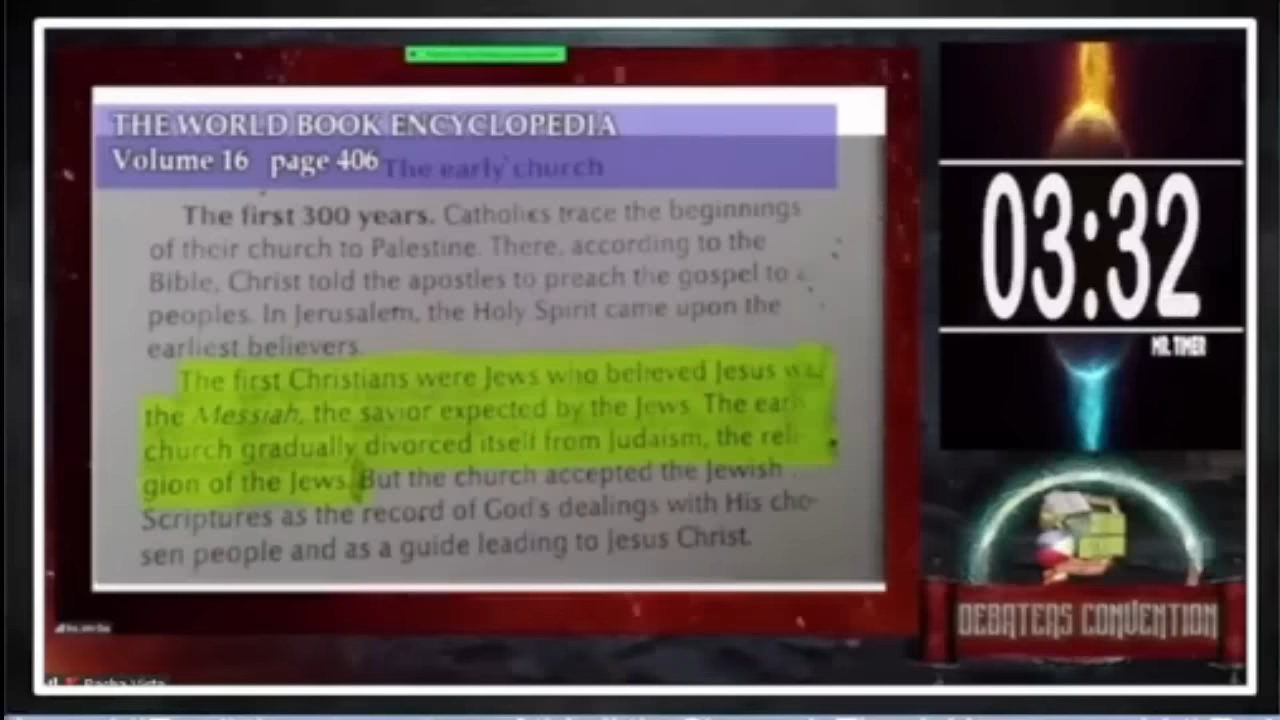 THE WORLD BOOK ENCYCLOPEDIA
Volume 16 page 406
The early church
The first 300 years. Catholics trace the beginnings
of their church to Palestine. There, according to the
Bible, Christ told the apostles to preach the gospel to
peoples. In Jerusalem, the Holy Spirit came upon the
earliest believers.
The first Christians were Jews who believed Jesus
the Messiah, the savior expected by the Jews. The
church gradually divorced itself from Judaism, the reli-
gion of the Jews. But the church accepted the Jewish
Scriptures as the record of God's dealings with His cho-
sen people and as a guide leading to Jesus Christ.
03:32
MR. TIMER
DEBATERS CONVENTION